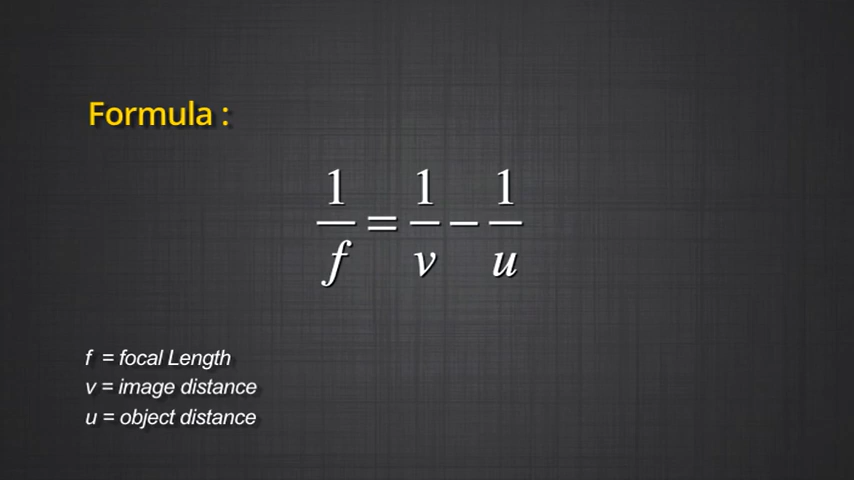 Formula :
1/f = 1/v − 1/u
f = focal Length
v = image distance
u = object distance